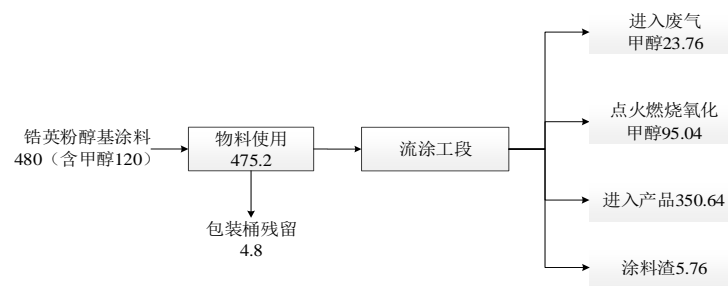 进入废气
甲醇23.76
点火燃烧氧化
甲醇95.04
锆英粉醇基涂料
480（含甲醇120）
物料使用
475.2
流涂工段
进入产品350.64
包装桶残留
4.8
涂料渣5.76